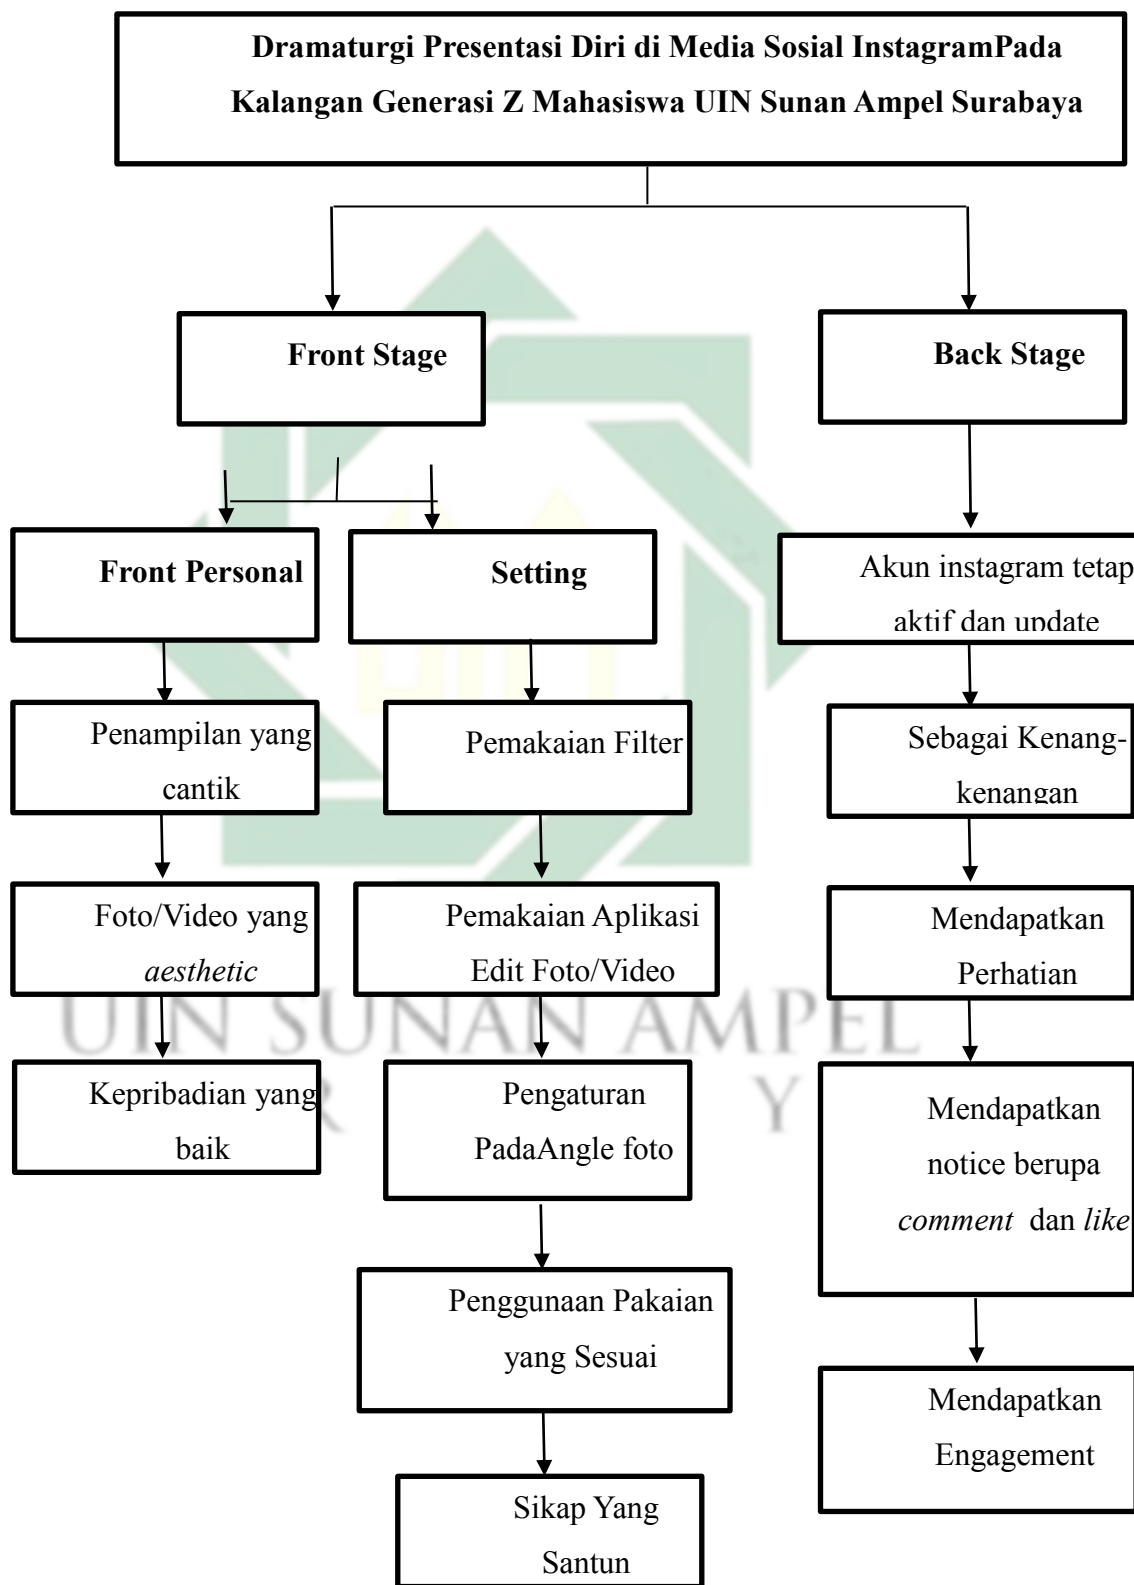 Dramaturgi Presentasi Diri di Media Sosial InstagramPada
Kalangan Generasi Z Mahasiswa UIN Sunan Ampel Surabaya
Front Stage
Back Stage
Front Personal
Setting
Akun instagram tetap
aktif dan update
Penampilan yang
cantik
Pemakaian Filter
Sebagai Kenang-
kenangan
Foto/Video yang
aesthetic
Pemakaian Aplikasi
Edit Foto/Video
Mendapatkan
Perhatian
UIN SUNAN AMPEL
R Y
Kepribadian yang
baik
Pengaturan
PadaAngle foto
Mendapatkan
notice berupa
comment dan like
Penggunaan Pakaian
yang Sesuai
Mendapatkan
Engagement
Sikap Yang
Santun